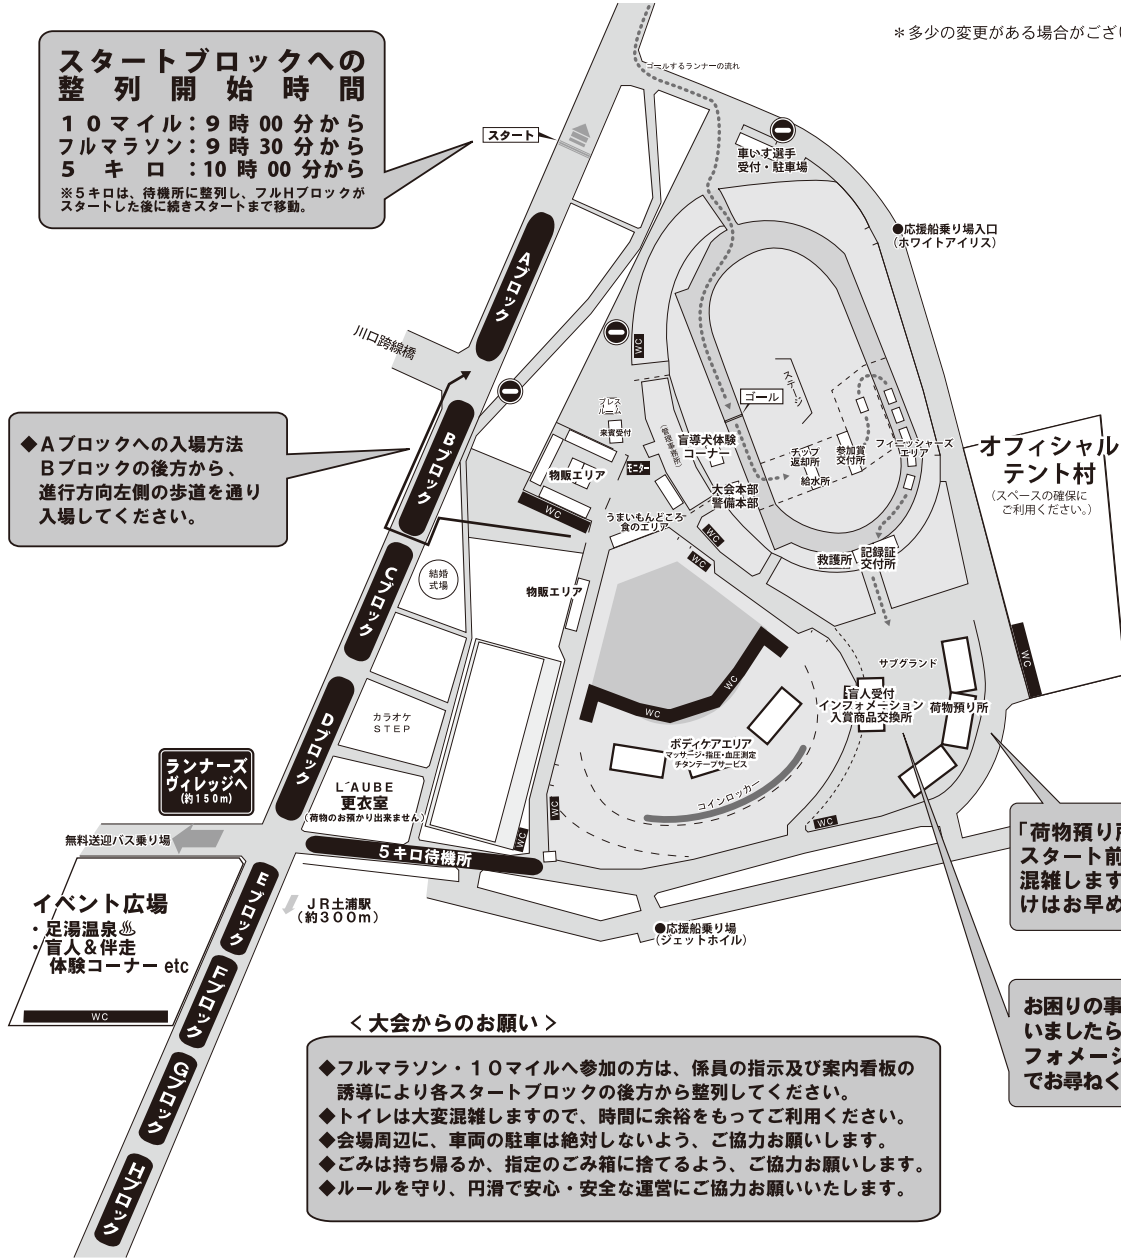 ＊多少の変更がある場合がござい
スタートブロックへの
整列開始時間
１０マイル：９時００分から
フルマラソン：９時３０分から
５キロ：１０時００分から
※５キロは、待機所に整列し、フルHブロックが
スタートした後に続きスタートまで移動。
ゴールするランナーの流れ
スタート
車いす選手
受付・駐車場
●応援船乗り場入口
（ホワイトアイリス）
Ａブロック
川口跨線橋
WC
◆Ａブロックへの入場方法
Ｂブロックの後方から、
進行方向左側の歩道を通り
入場してください。
Ｂブロック
プレス
ルーム
来賓受付
（管理事務所）
盲導犬体験
コーナー
ステージ
ゴール
チップ
返却所
給水所
参加賞
交付所
フィニッシャーズ
エリア
オフィシャル
テント村
（スペースの確保に
ご利用ください。）
物販エリア
モニター
WC
大会本部
警備本部
うまいもんどころ
食のエリア
WC
WC
救護所
記録証
交付所
Ｃブロック
結婚
式場
物販エリア
WC
サブグランド
Ｄブロック
カラオケ
ＳＴＥＰ
WC
WC
盲人受付
インフォメーション
入賞商品交換所
荷物預り所
ボディケアエリア
マッサージ・指圧・血圧測定
チタンテープサービス
コインロッカー
ランナーズ
ヴィレッジへ
（約１５０ｍ）
L´AUBE
更衣室
（荷物のお預かり出来ません）
WC
WC
WC
無料送迎バス乗り場
５キロ待機所
「荷物預り所
スタート前
混雑します
けはお早め
イベント広場
・足湯温泉♨
・盲人＆伴走
体験コーナー etc
WC
Ｅブロック
ＪＲ土浦駅
（約３００ｍ）
●応援船乗り場
（ジェットホイル）
Ｆブロック
Ｇブロック
Ｈブロック
お困りの事
いましたら
フォメーシ
でお尋ねく
＜大会からのお願い＞
◆フルマラソン・１０マイルへ参加の方は、係員の指示及び案内看板の
誘導により各スタートブロックの後方から整列してください。
◆トイレは大変混雑しますので、時間に余裕をもってご利用ください。
◆会場周辺に、車両の駐車は絶対しないよう、ご協力お願いします。
◆ごみは持ち帰るか、指定のごみ箱に捨てるよう、ご協力お願いします。
◆ルールを守り、円滑で安心・安全な運営にご協力お願いいたします。